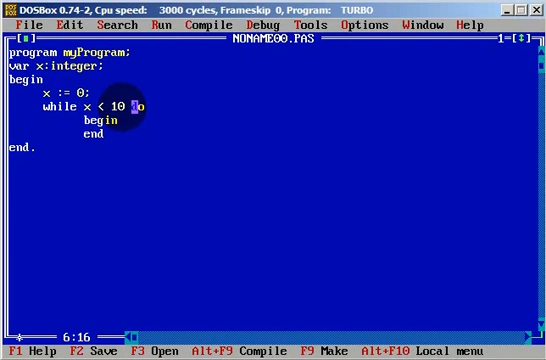 DOSBox 0.74-2, Cpu speed: 3000 cycles, Frameskip 0, Program: TURBO
File Edit Search Run Compile Debug Tools Options Window Help
NONAME00.PAS 1=[↕]
program myProgram;
var x:integer;
begin
x := 0;
while x < 10 do
begin
end
end.
6:16
F1 Help F2 Save F3 Open Alt+F9 Compile F9 Make Alt+F10 Local menu